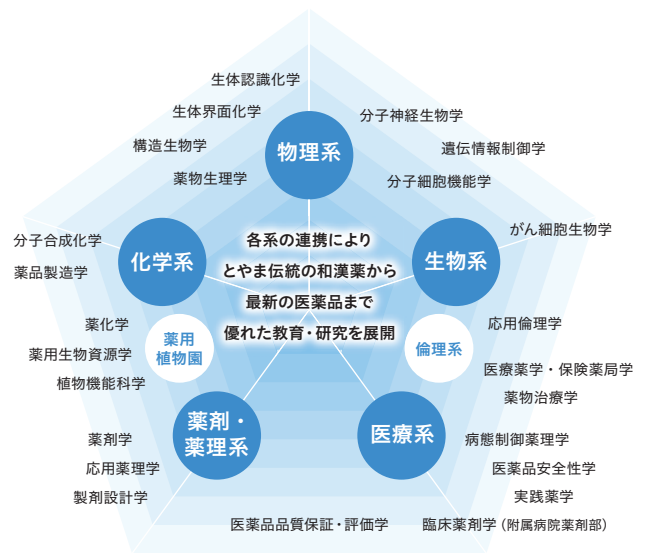 生体認識化学
生体界面化学
構造生物学
薬物生理学
物理系
分子神経生物学
遺伝情報制御学
分子細胞機能学
がん細胞生物学
生物系
分子合成化学
薬品製造学
化学系
各系の連携により
とやま伝統の和漢薬から
最新の医薬品まで
優れた教育・研究を展開
薬化学
薬用生物資源学
植物機能科学
薬用
植物園
倫理系
応用倫理学
医療薬学・保険薬局学
薬物治療学
薬剤・
薬理系
薬剤学
応用薬理学
製剤設計学
医療系
病態制御薬理学
医薬品安全性学
実践薬学
医薬品品質保証・評価学
臨床薬剤学（附属病院薬剤部）